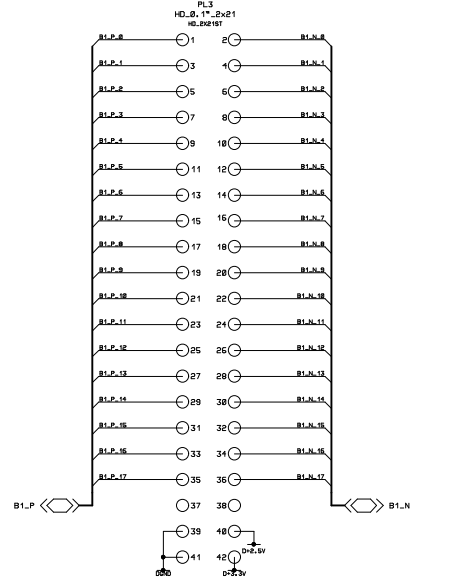 PL3
HD_0.1"_2x21
HD_2X21ST
B1_P_0 1 2 B1_N_0
B1_P_1 3 4 B1_N_1
B1_P_2 5 6 B1_N_2
B1_P_3 7 8 B1_N_3
B1_P_4 9 10 B1_N_4
B1_P_5 11 12 B1_N_5
B1_P_6 13 14 B1_N_6
B1_P_7 15 16 B1_N_7
B1_P_8 17 18 B1_N_8
B1_P_9 19 20 B1_N_9
B1_P_10 21 22 B1_N_10
B1_P_11 23 24 B1_N_11
B1_P_12 25 26 B1_N_12
B1_P_13 27 28 B1_N_13
B1_P_14 29 30 B1_N_14
B1_P_15 31 32 B1_N_15
B1_P_16 33 34 B1_N_16
B1_P_17 35 36 B1_N_17
B1_P 37 38 B1_N
39 40
D+2.5V
41 42
DGND D+3.3V